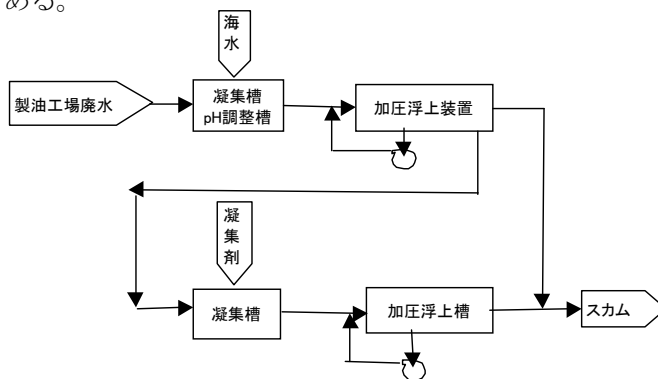 める。
海
水
製油工場廃水
凝集槽
pH調整槽
加圧浮上装置
凝
集
剤
凝集槽
加圧浮上槽
スカム